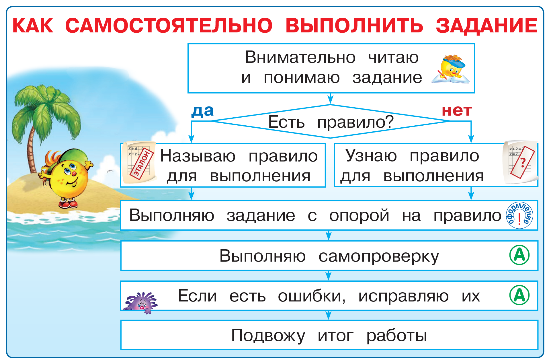 КАК САМОСТОЯТЕЛЬНО ВЫПОЛНИТЬ ЗАДАНИЕ
Внимательно читаю
и понимаю задание
да
нет
Есть правило?
ЭТАЛОН
Называю правило
для выполнения
Узнаю правило
для выполнения
?
Выполняю задание с опорой на правило
!
Выполняю самопроверку
А
Если есть ошибки, исправляю их
А
Подвожу итог работы